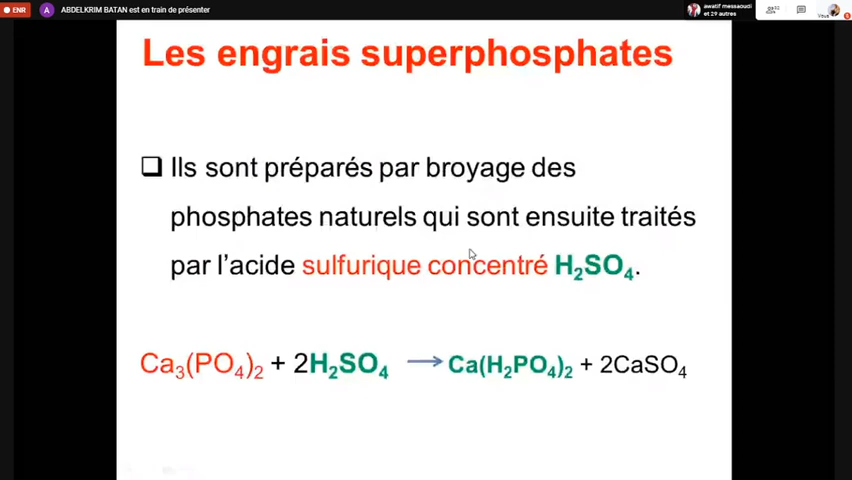 ENR
A
ABDELKRIM BATAN est en train de présenter
awatif messaoudi
et 29 autres
Vous
Les engrais superphosphates
❑ Ils sont préparés par broyage des
phosphates naturels qui sont ensuite traités
par l'acide sulfurique concentré H₂SO₄.
Ca₃(PO₄)₂ + 2H₂SO₄ → Ca(H₂PO₄)₂ + 2CaSO₄